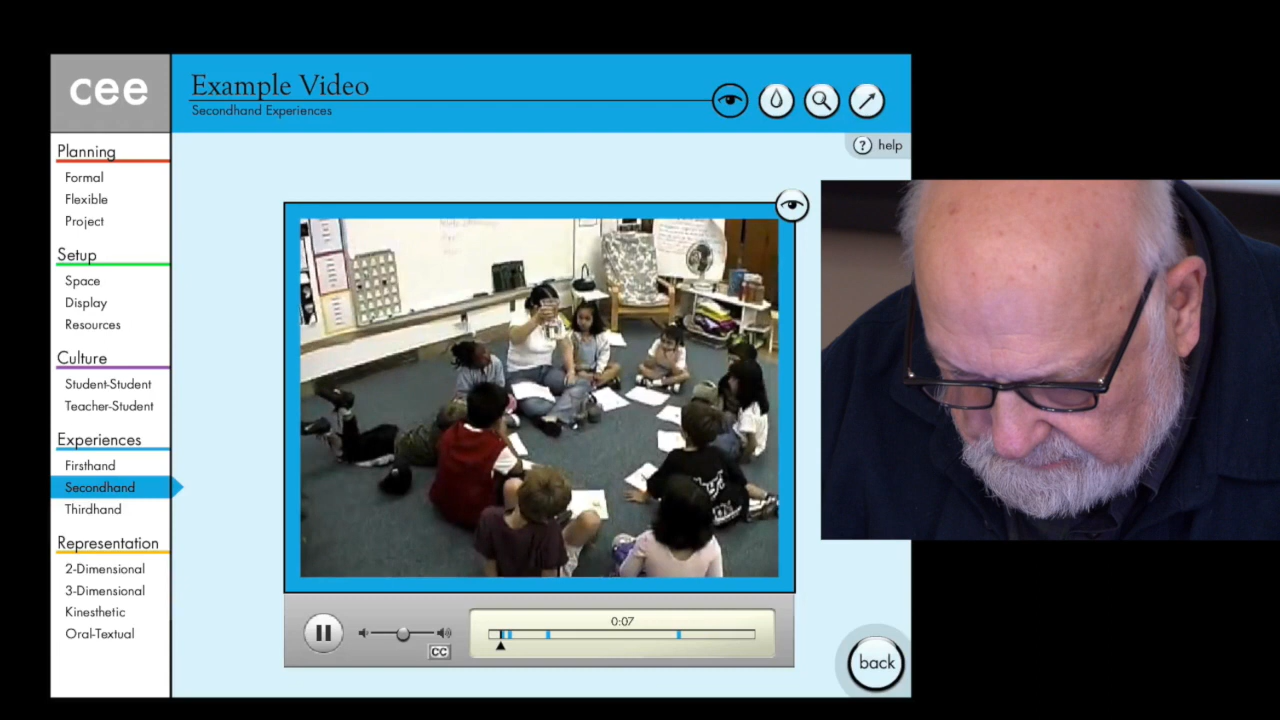 cee
Example Video
Secondhand Experiences
help
Planning
Formal
Flexible
Project
Setup
Space
Display
Resources
Culture
Student-Student
Teacher-Student
Experiences
Firsthand
Secondhand
Thirdhand
Representation
2-Dimensional
3-Dimensional
Kinesthetic
Oral-Textual
0:07
CC
back